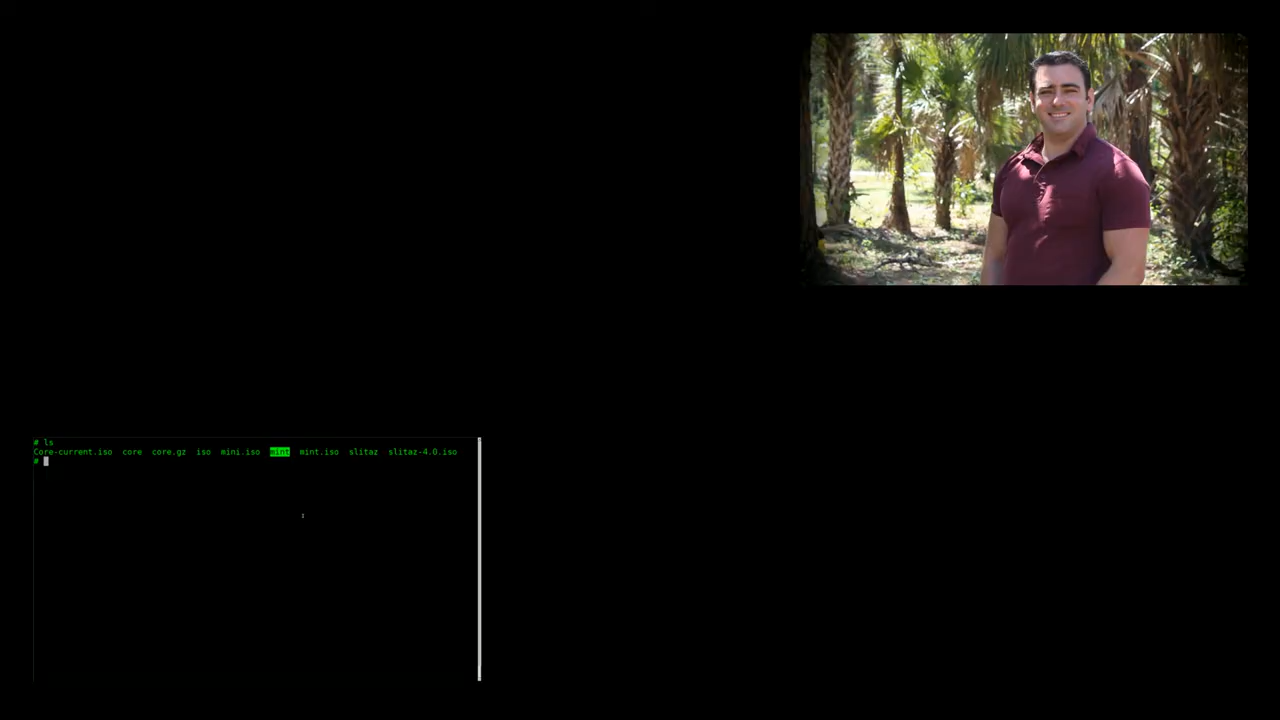 # ls
Core-current.iso core core.gz iso mini.iso mint mint.iso slitaz slitaz-4.0.iso
#